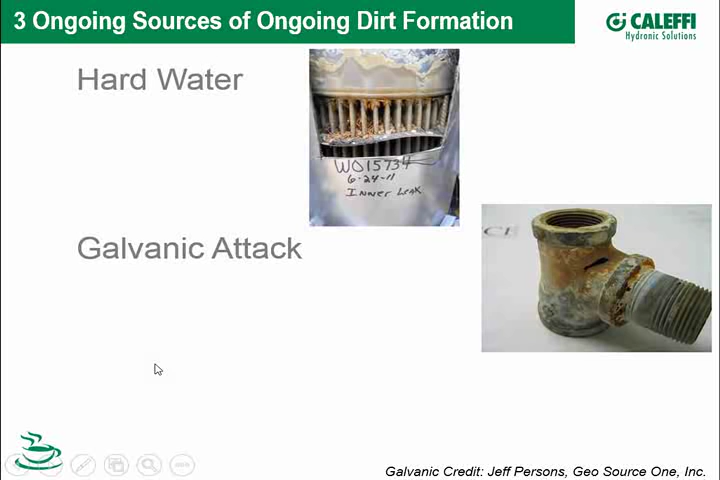 3 Ongoing Sources of Ongoing Dirt Formation
CALEFFI
Hydronic Solutions
Hard Water
WO15734
6-24-11
INNER LEAK
CH
Galvanic Attack
Galvanic Credit: Jeff Persons, Geo Source One, Inc.